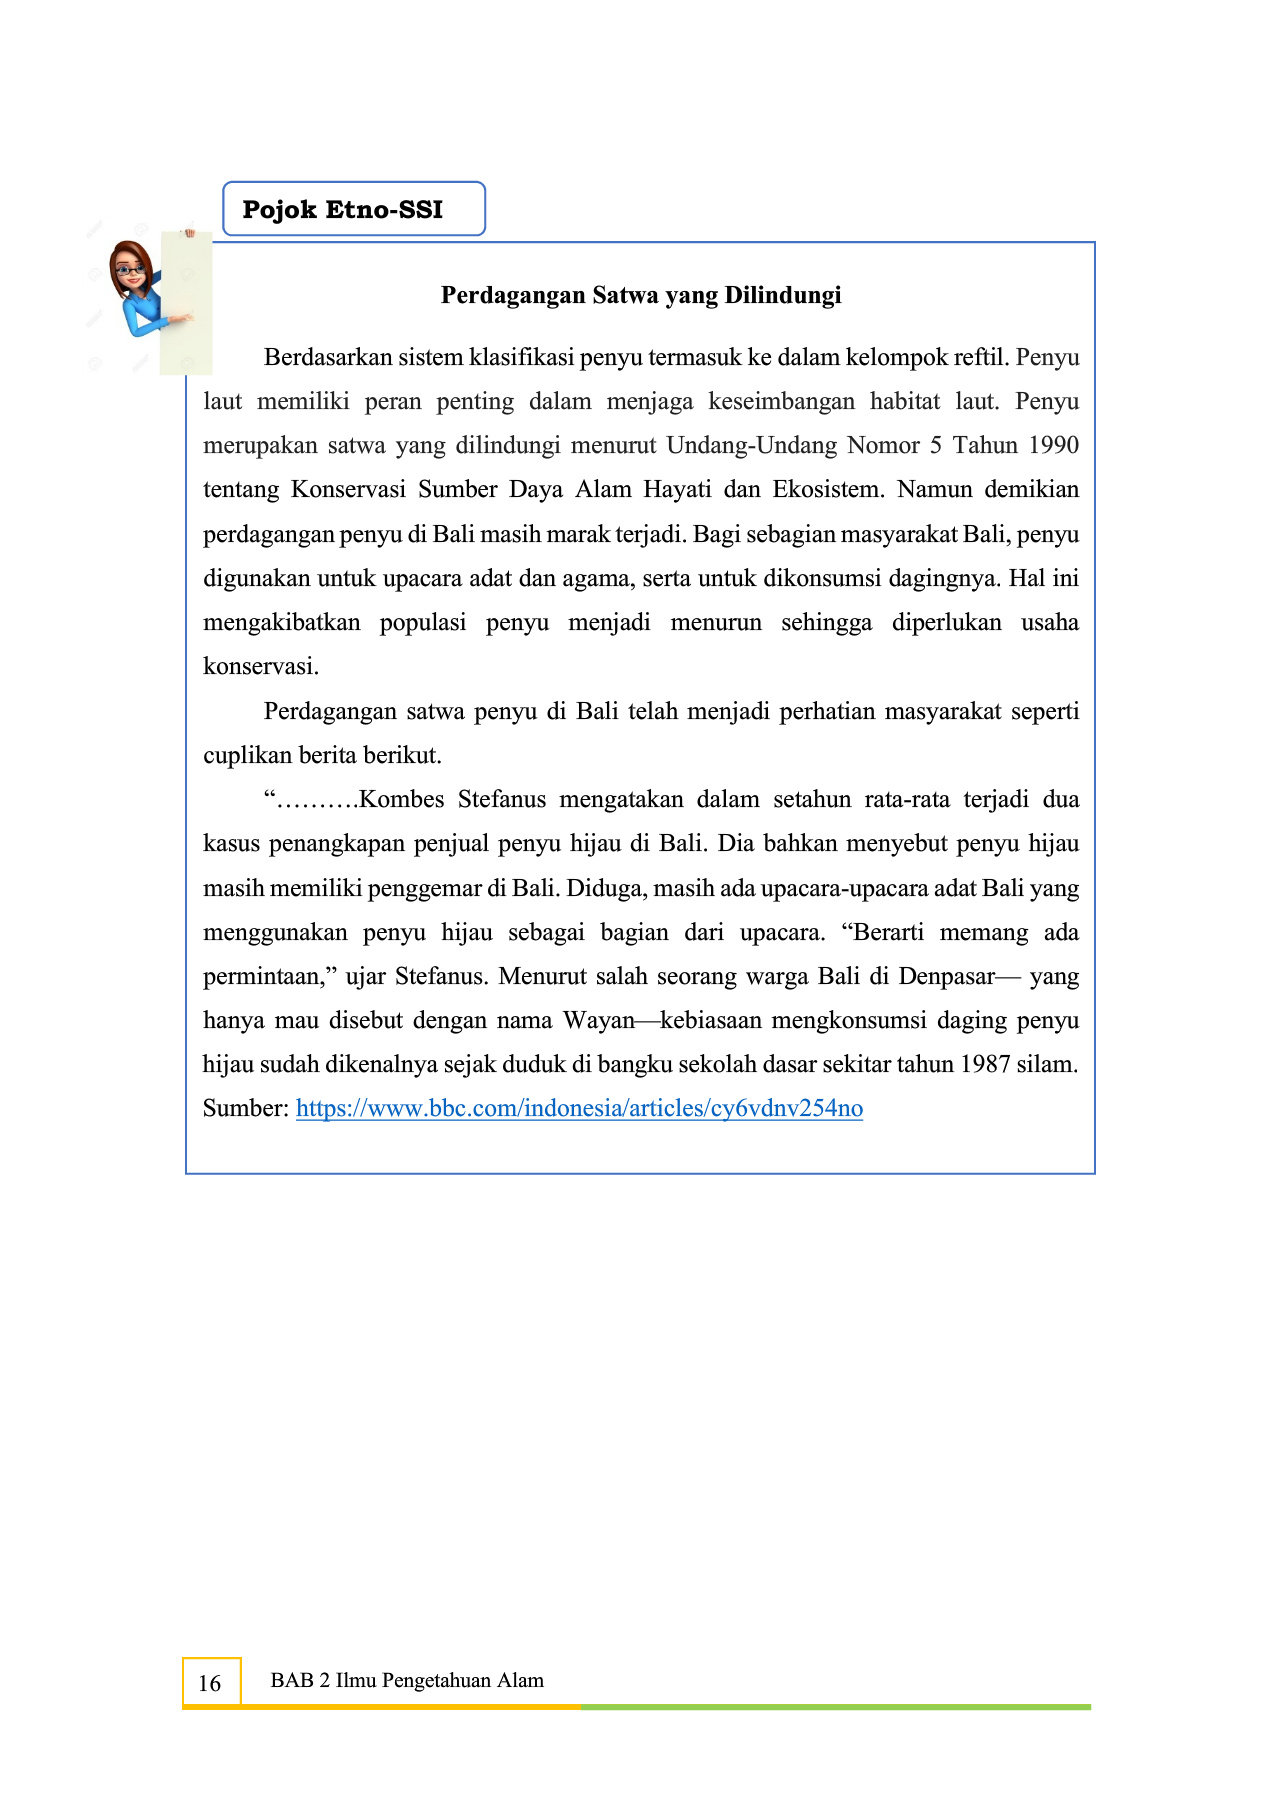 Pojok Etno-SSI
Perdagangan Satwa yang Dilindungi
Berdasarkan sistem klasifikasi penyu termasuk ke dalam kelompok reftil. Penyu
laut memiliki peran penting dalam menjaga keseimbangan habitat laut. Penyu
merupakan satwa yang dilindungi menurut Undang-Undang Nomor 5 Tahun 1990
tentang Konservasi Sumber Daya Alam Hayati dan Ekosistem. Namun demikian
perdagangan penyu di Bali masih marak terjadi. Bagi sebagian masyarakat Bali, penyu
digunakan untuk upacara adat dan agama, serta untuk dikonsumsi dagingnya. Hal ini
mengakibatkan populasi penyu menjadi menurun sehingga diperlukan usaha
konservasi.
Perdagangan satwa penyu di Bali telah menjadi perhatian masyarakat seperti
cuplikan berita berikut.
“……….Kombes Stefanus mengatakan dalam setahun rata-rata terjadi dua
kasus penangkapan penjual penyu hijau di Bali. Dia bahkan menyebut penyu hijau
masih memiliki penggemar di Bali. Diduga, masih ada upacara-upacara adat Bali yang
menggunakan penyu hijau sebagai bagian dari upacara. “Berarti memang ada
permintaan,” ujar Stefanus. Menurut salah seorang warga Bali di Denpasar— yang
hanya mau disebut dengan nama Wayan—kebiasaan mengkonsumsi daging penyu
hijau sudah dikenalnya sejak duduk di bangku sekolah dasar sekitar tahun 1987 silam.
Sumber: https://www.bbc.com/indonesia/articles/cy6vdnv254no
16
BAB 2 Ilmu Pengetahuan Alam